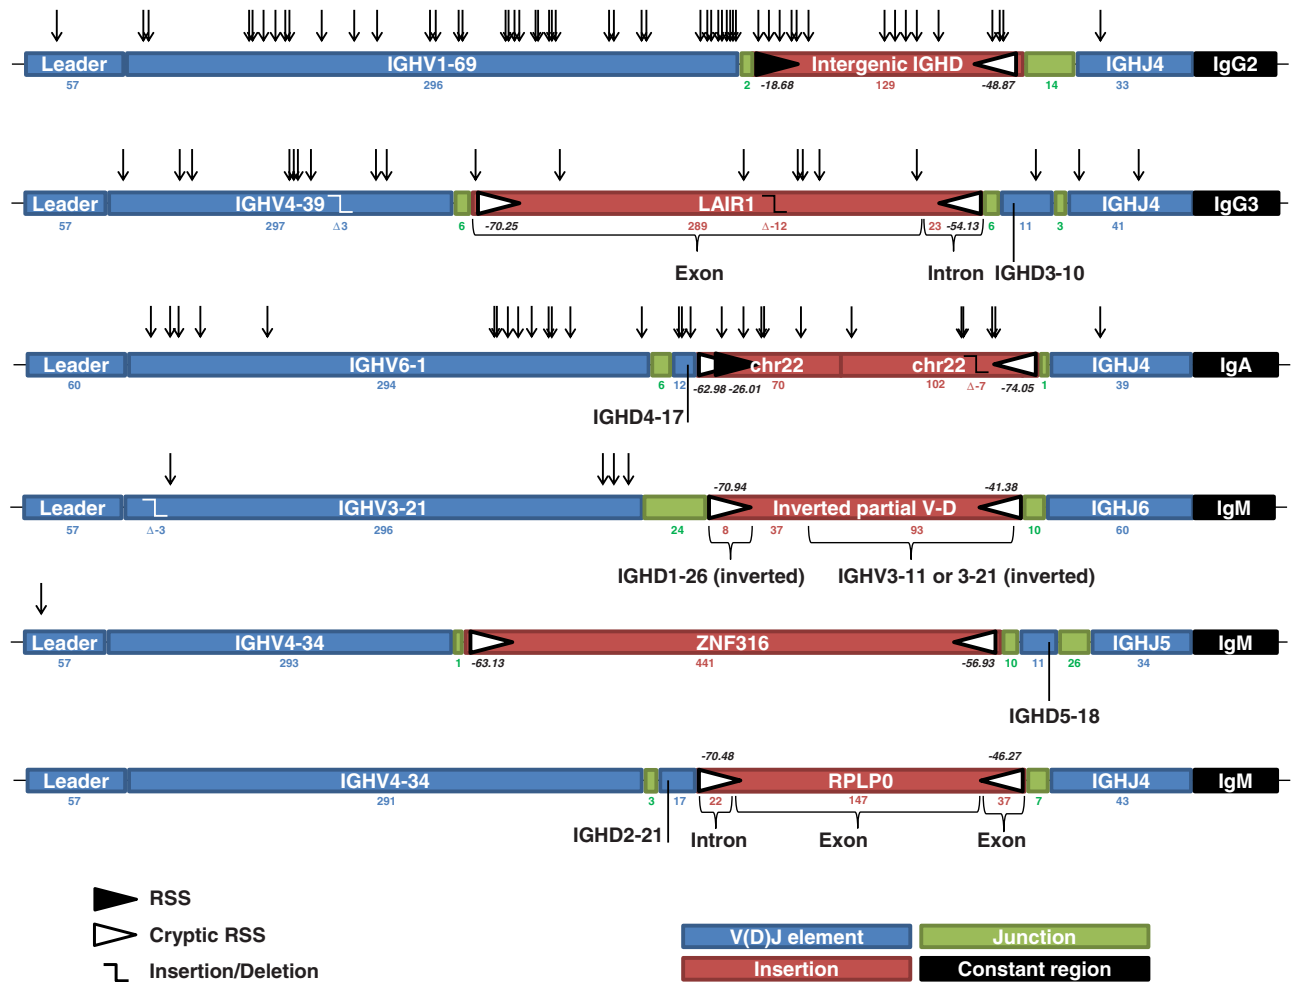 Leader IGHV1-69 Intergenic IGHD IGHJ4 IgG2
57 296 2 -18.68 129 -48.87 14 33
Leader IGHV4-39 LAIR1 IGHJ4 IgG3
57 297 Δ3 6 -70.25 289 Δ-12 23 -54.13 6 11 3 41
Exon Intron IGHD3-10
Leader IGHV6-1 chr22 chr22 IGHJ4 IgA
60 294 6 12 -62.98 -26.01 70 102 Δ-7 -74.05 1 39
IGHD4-17
-70.94 -41.38
Leader IGHV3-21 Inverted partial V-D IGHJ6 IgM
57 Δ-3 296 24 8 37 93 10 60
IGHD1-26 (inverted) IGHV3-11 or 3-21 (inverted)
Leader IGHV4-34 ZNF316 IGHJ5 IgM
57 293 1 -63.13 441 -56.93 10 11 26 34
IGHD5-18
-70.48 -46.27
Leader IGHV4-34 RPLP0 IGHJ4 IgM
57 291 3 17 22 147 37 7 43
IGHD2-21 Intron Exon Exon
RSS
Cryptic RSS
Insertion/Deletion
V(D)J element Junction
Insertion Constant region